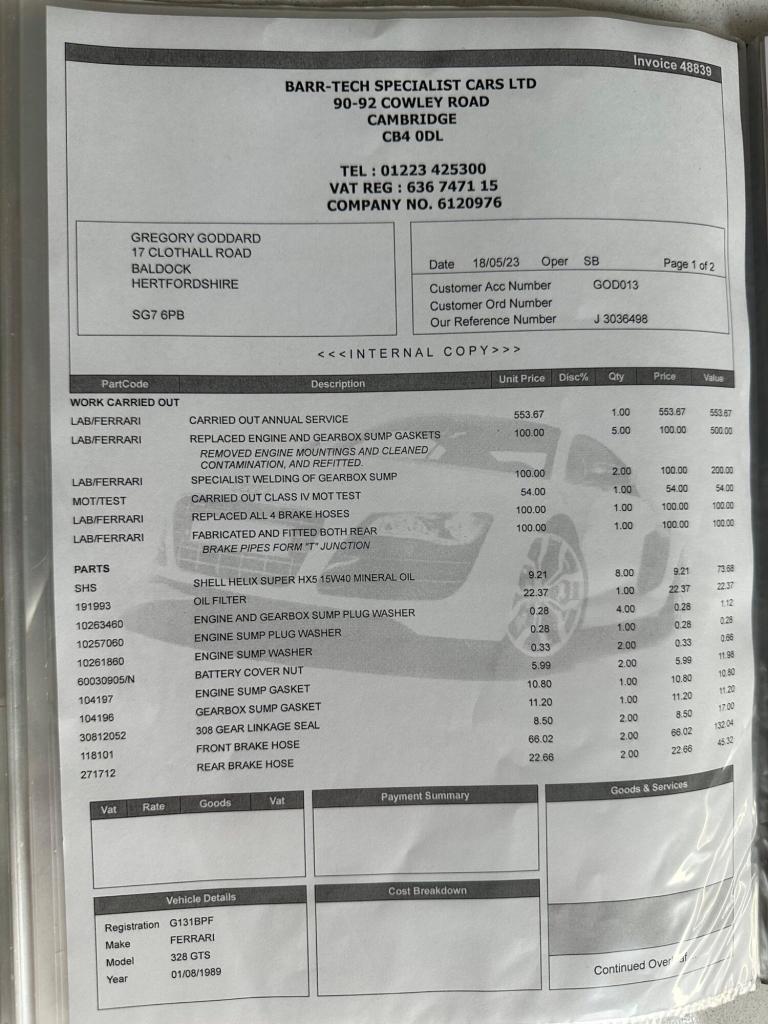 Invoice 48839
BARR-TECH SPECIALIST CARS LTD
90-92 COWLEY ROAD
CAMBRIDGE
CB4 0DL
TEL : 01223 425300
VAT REG : 636 7471 15
COMPANY NO. 6120976
GREGORY GODDARD
17 CLOTHALL ROAD
BALDOCK
HERTFORDSHIRE
SG7 6PB
Date 18/05/23 Oper SB Page 1 of 2
Customer Acc Number GOD013
Customer Ord Number
Our Reference Number J 3036498
<<<INTERNAL COPY>>>
PartCode Description Unit Price Disc% Qty Price Value
WORK CARRIED OUT
LAB/FERRARI CARRIED OUT ANNUAL SERVICE 553.67 1.00 553.67 553.67
LAB/FERRARI REPLACED ENGINE AND GEARBOX SUMP GASKETS 100.00 5.00 100.00 500.00
REMOVED ENGINE MOUNTINGS AND CLEANED
CONTAMINATION, AND REFITTED.
LAB/FERRARI SPECIALIST WELDING OF GEARBOX SUMP 100.00 2.00 100.00 200.00
MOT/TEST CARRIED OUT CLASS IV MOT TEST 54.00 1.00 54.00 54.00
LAB/FERRARI REPLACED ALL 4 BRAKE HOSES 100.00 1.00 100.00 100.00
LAB/FERRARI FABRICATED AND FITTED BOTH REAR 100.00 1.00 100.00 100.00
BRAKE PIPES FORM "T" JUNCTION
PARTS
SHS SHELL HELIX SUPER HX5 15W40 MINERAL OIL 9.21 8.00 9.21 73.68
191993 OIL FILTER 22.37 1.00 22.37 22.37
10263460 ENGINE AND GEARBOX SUMP PLUG WASHER 0.28 4.00 0.28 1.12
10257060 ENGINE SUMP PLUG WASHER 0.28 1.00 0.28 0.28
10261860 ENGINE SUMP WASHER 0.33 2.00 0.33 0.66
60030905/N BATTERY COVER NUT 5.99 2.00 5.99 11.98
104197 ENGINE SUMP GASKET 10.80 1.00 10.80 10.80
104196 GEARBOX SUMP GASKET 11.20 1.00 11.20 11.20
30812052 308 GEAR LINKAGE SEAL 8.50 2.00 8.50 17.00
118101 FRONT BRAKE HOSE 66.02 2.00 66.02 132.04
271712 REAR BRAKE HOSE 22.66 2.00 22.66 45.32
Vat Rate Goods Vat
Payment Summary
Goods & Services
Vehicle Details
Registration G131BPF
Make FERRARI
Model 328 GTS
Year 01/08/1989
Cost Breakdown
Continued Overleaf